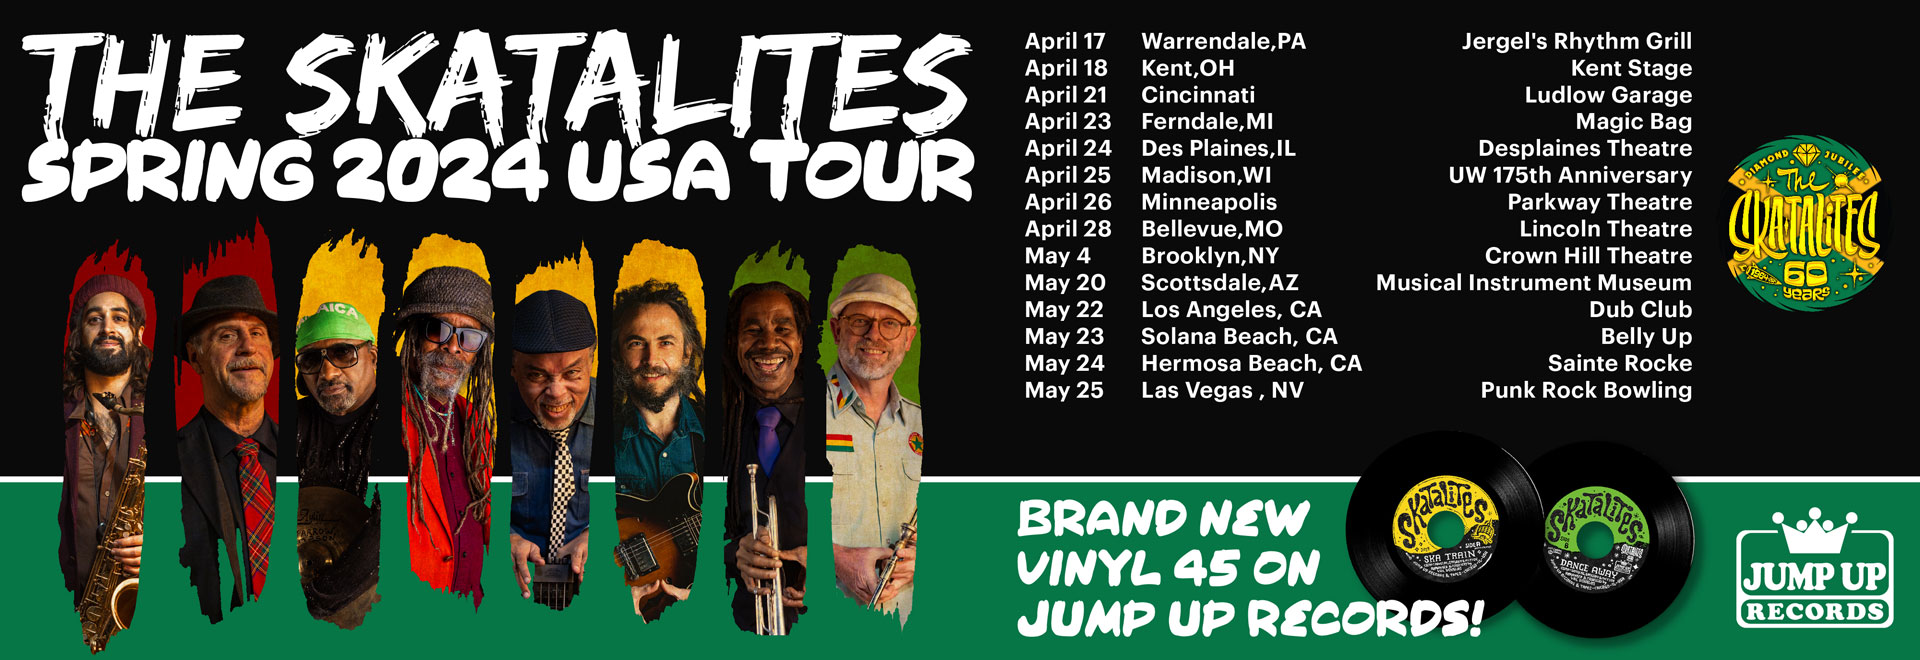 THE SKATALITES
SPRING 2024 USA TOUR
April 17 Warrendale,PA Jergel's Rhythm Grill
April 18 Kent,OH Kent Stage
April 21 Cincinnati Ludlow Garage
April 23 Ferndale,MI Magic Bag
April 24 Des Plaines,IL Desplaines Theatre
April 25 Madison,WI UW 175th Anniversary
April 26 Minneapolis Parkway Theatre
April 28 Bellevue,MO Lincoln Theatre
May 4 Brooklyn,NY Crown Hill Theatre
May 20 Scottsdale,AZ Musical Instrument Museum
May 22 Los Angeles, CA Dub Club
May 23 Solana Beach, CA Belly Up
May 24 Hermosa Beach, CA Sainte Rocke
May 25 Las Vegas , NV Punk Rock Bowling
DIAMOND JUBILEE
The
SKATALITES
60
years
AICA
BRAND NEW
VINYL 45 ON
JUMP UP RECORDS!
SKATALITES
SKA TRAIN
SKATALITES
DANCE AWAY
JUMP UP
RECORDS